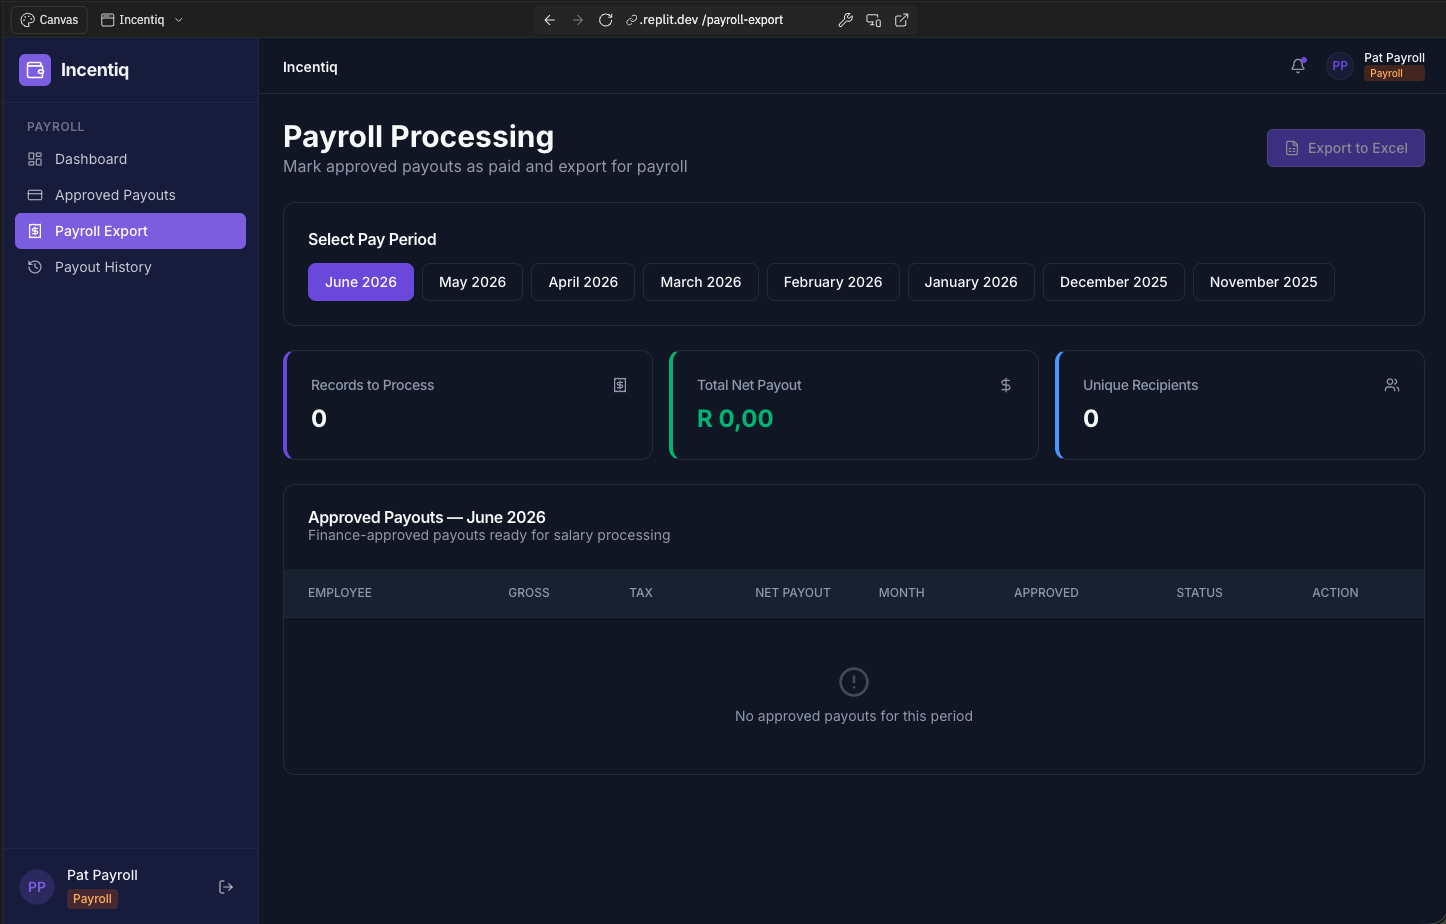 Canvas
Incentiq
.replit.dev /payroll-export
Incentiq
Incentiq
Pat Payroll
PP
Payroll
PAYROLL
Dashboard
Approved Payouts
Payroll Export
Payout History
Payroll Processing
Mark approved payouts as paid and export for payroll
Export to Excel
Select Pay Period
June 2026 May 2026 April 2026 March 2026 February 2026 January 2026 December 2025 November 2025
Records to Process
0
Total Net Payout
R 0,00
Unique Recipients
0
Approved Payouts — June 2026
Finance-approved payouts ready for salary processing
EMPLOYEE GROSS TAX NET PAYOUT MONTH APPROVED STATUS ACTION
No approved payouts for this period
PP
Pat Payroll
Payroll